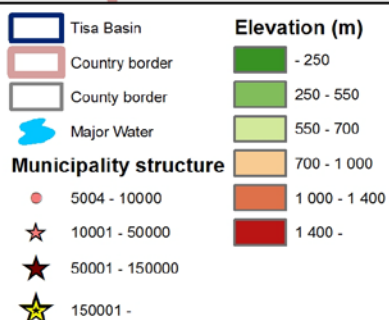 Tisa Basin
Country border
County border
Major Water
Municipality structure
5004 - 10000
10001 - 50000
50001 - 150000
150001 -
Elevation (m)
- 250
250 - 550
550 - 700
700 - 1 000
1 000 - 1 400
1 400 -